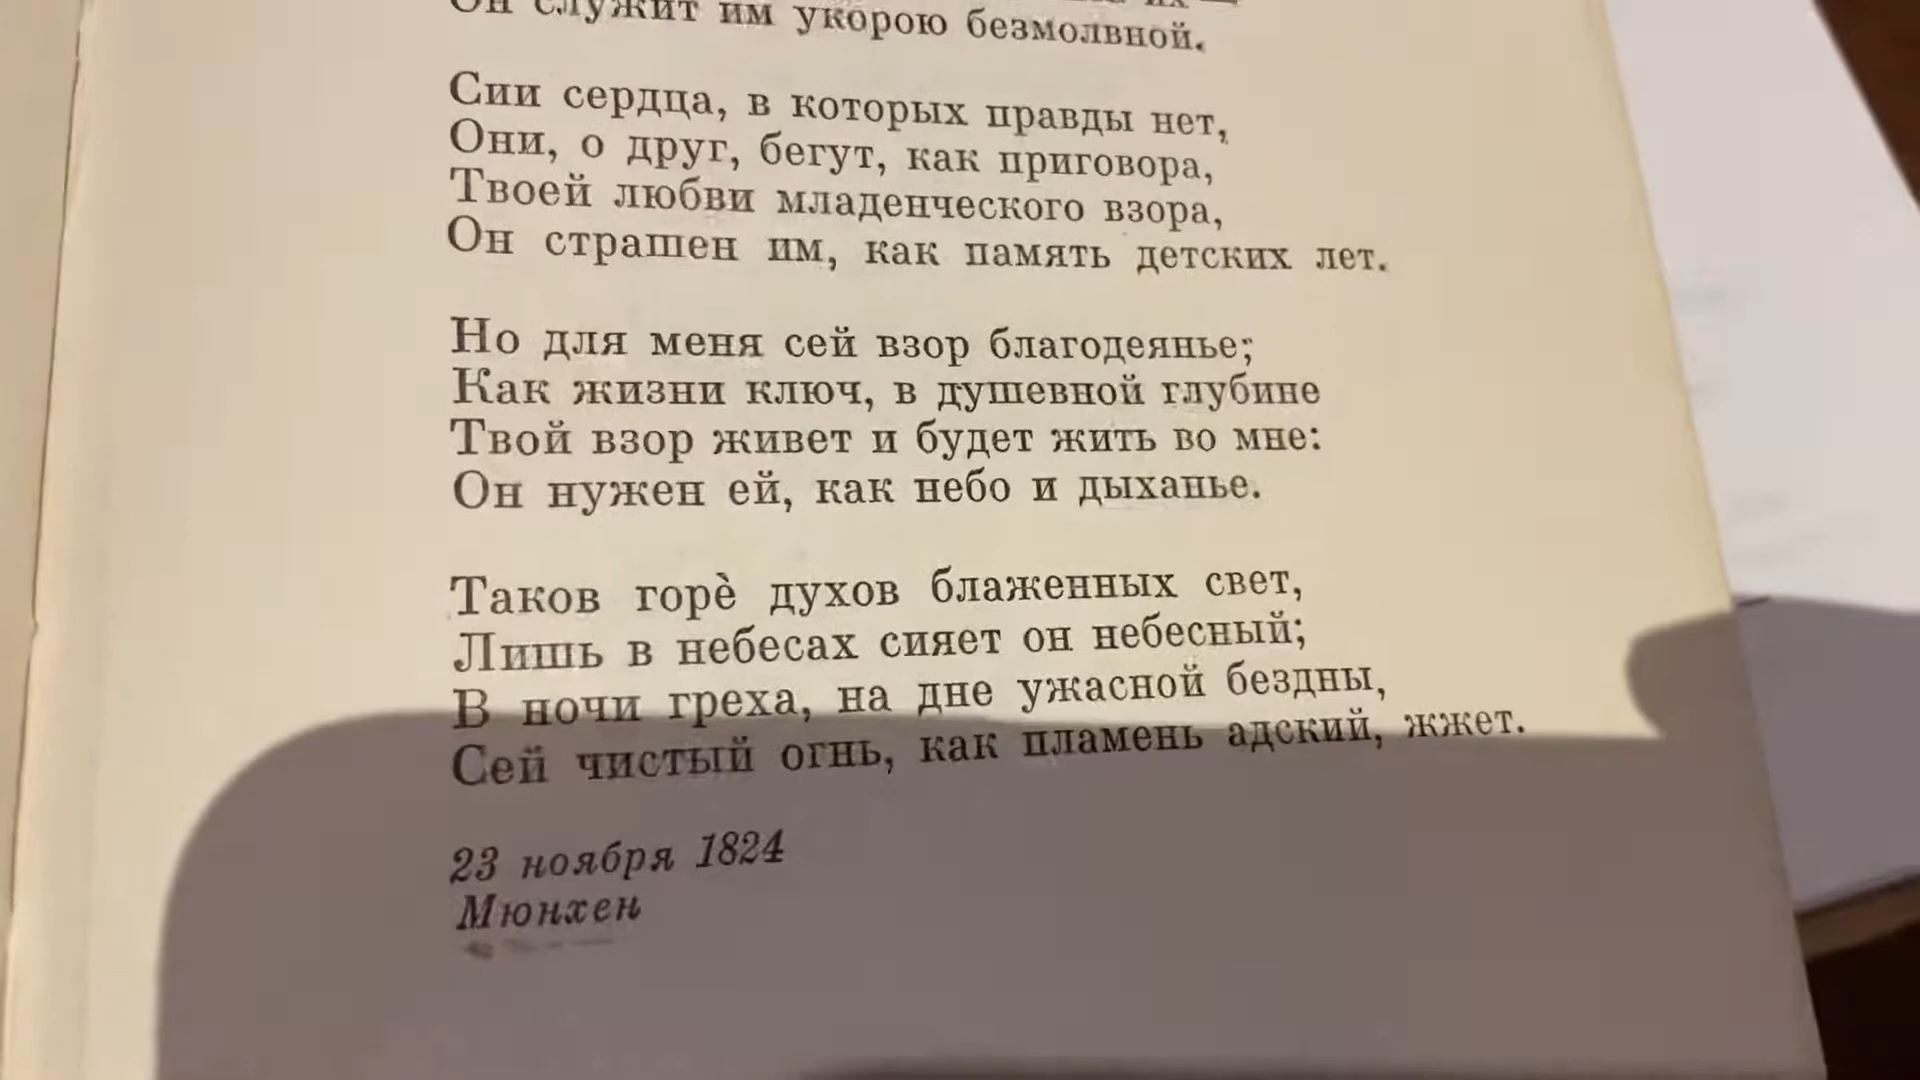 Он служит им укорою безмолвной.
Сии сердца, в которых правды нет,
Они, о друг, бегут, как приговора,
Твоей любви младенческого взора,
Он страшен им, как память детских лет.
Но для меня сей взор благодеянье;
Как жизни ключ, в душевной глубине
Твой взор живет и будет жить во мне:
Он нужен ей, как небо и дыханье.
Таков горѐ духов блаженных свет,
Лишь в небесах сияет он небесный;
В ночи греха, на дне ужасной бездны,
Сей чистый огнь, как пламень адский, жжет.
23 ноября 1824
Мюнхен